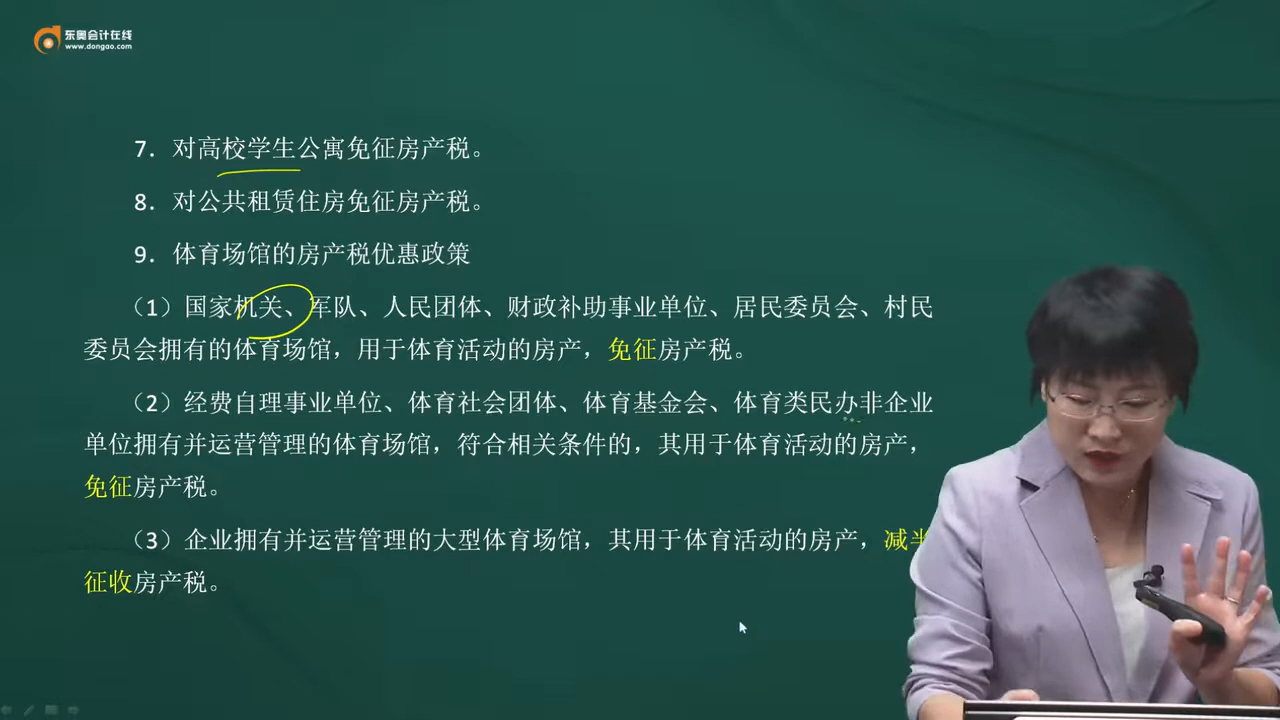 东奥会计在线
www.dongao.com
7．对高校学生公寓免征房产税。
8．对公共租赁住房免征房产税。
9．体育场馆的房产税优惠政策
（1）国家机关、军队、人民团体、财政补助事业单位、居民委员会、村民
委员会拥有的体育场馆，用于体育活动的房产，免征房产税。
（2）经费自理事业单位、体育社会团体、体育基金会、体育类民办非企业
单位拥有并运营管理的体育场馆，符合相关条件的，其用于体育活动的房产，
免征房产税。
（3）企业拥有并运营管理的大型体育场馆，其用于体育活动的房产，减半
征收房产税。